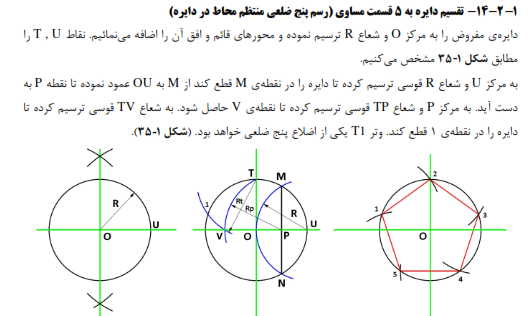 ۲-۱-۱۴- تقسیم دایره به ۵ قسمت مساوی (رسم پنج ضلعی منتظم محاط در دایره)
دایره‌ی مفروض را به مرکز O و شعاع R ترسیم نموده و محورهای قائم و افق آن را اضافه می‌نمائیم. نقاط T , U را
مطابق شکل ۱-۳۵ مشخص می‌کنیم.
به مرکز U و شعاع R قوسی ترسیم کرده تا دایره را در نقطه‌ی M قطع کند از M به OU عمود نموده تا نقطه P به
دست آید. به مرکز P و شعاع TP قوسی ترسیم کرده تا نقطه‌ی V حاصل شود. به شعاع TV قوسی ترسیم کرده تا
دایره را در نقطه‌ی ۱ قطع کند. وتر T1 یکی از اضلاع پنج ضلعی خواهد بود. (شکل ۱-۳۵).
R
O
U
T
M
1
Rt
Rp
R
U
V
O
P
N
2
1
3
O
5
4